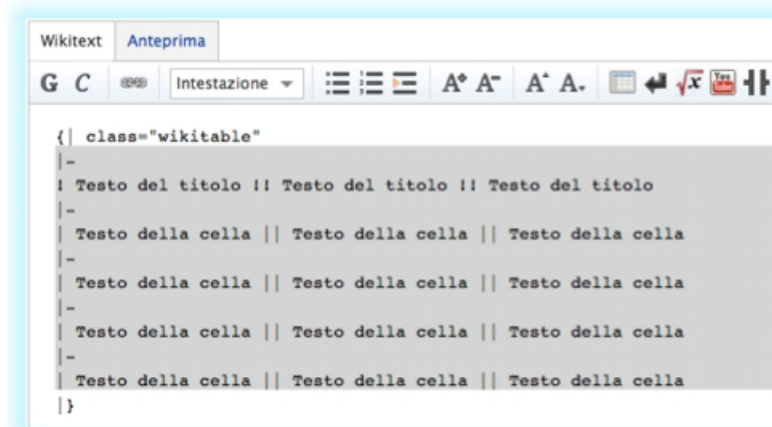 Wikitext Anteprima
G C Intestazione A A A A √x You Tube
{| class="wikitable"
|-
! Testo del titolo !! Testo del titolo !! Testo del titolo
|-
| Testo della cella || Testo della cella || Testo della cella
|-
| Testo della cella || Testo della cella || Testo della cella
|-
| Testo della cella || Testo della cella || Testo della cella
|-
| Testo della cella || Testo della cella || Testo della cella
|}